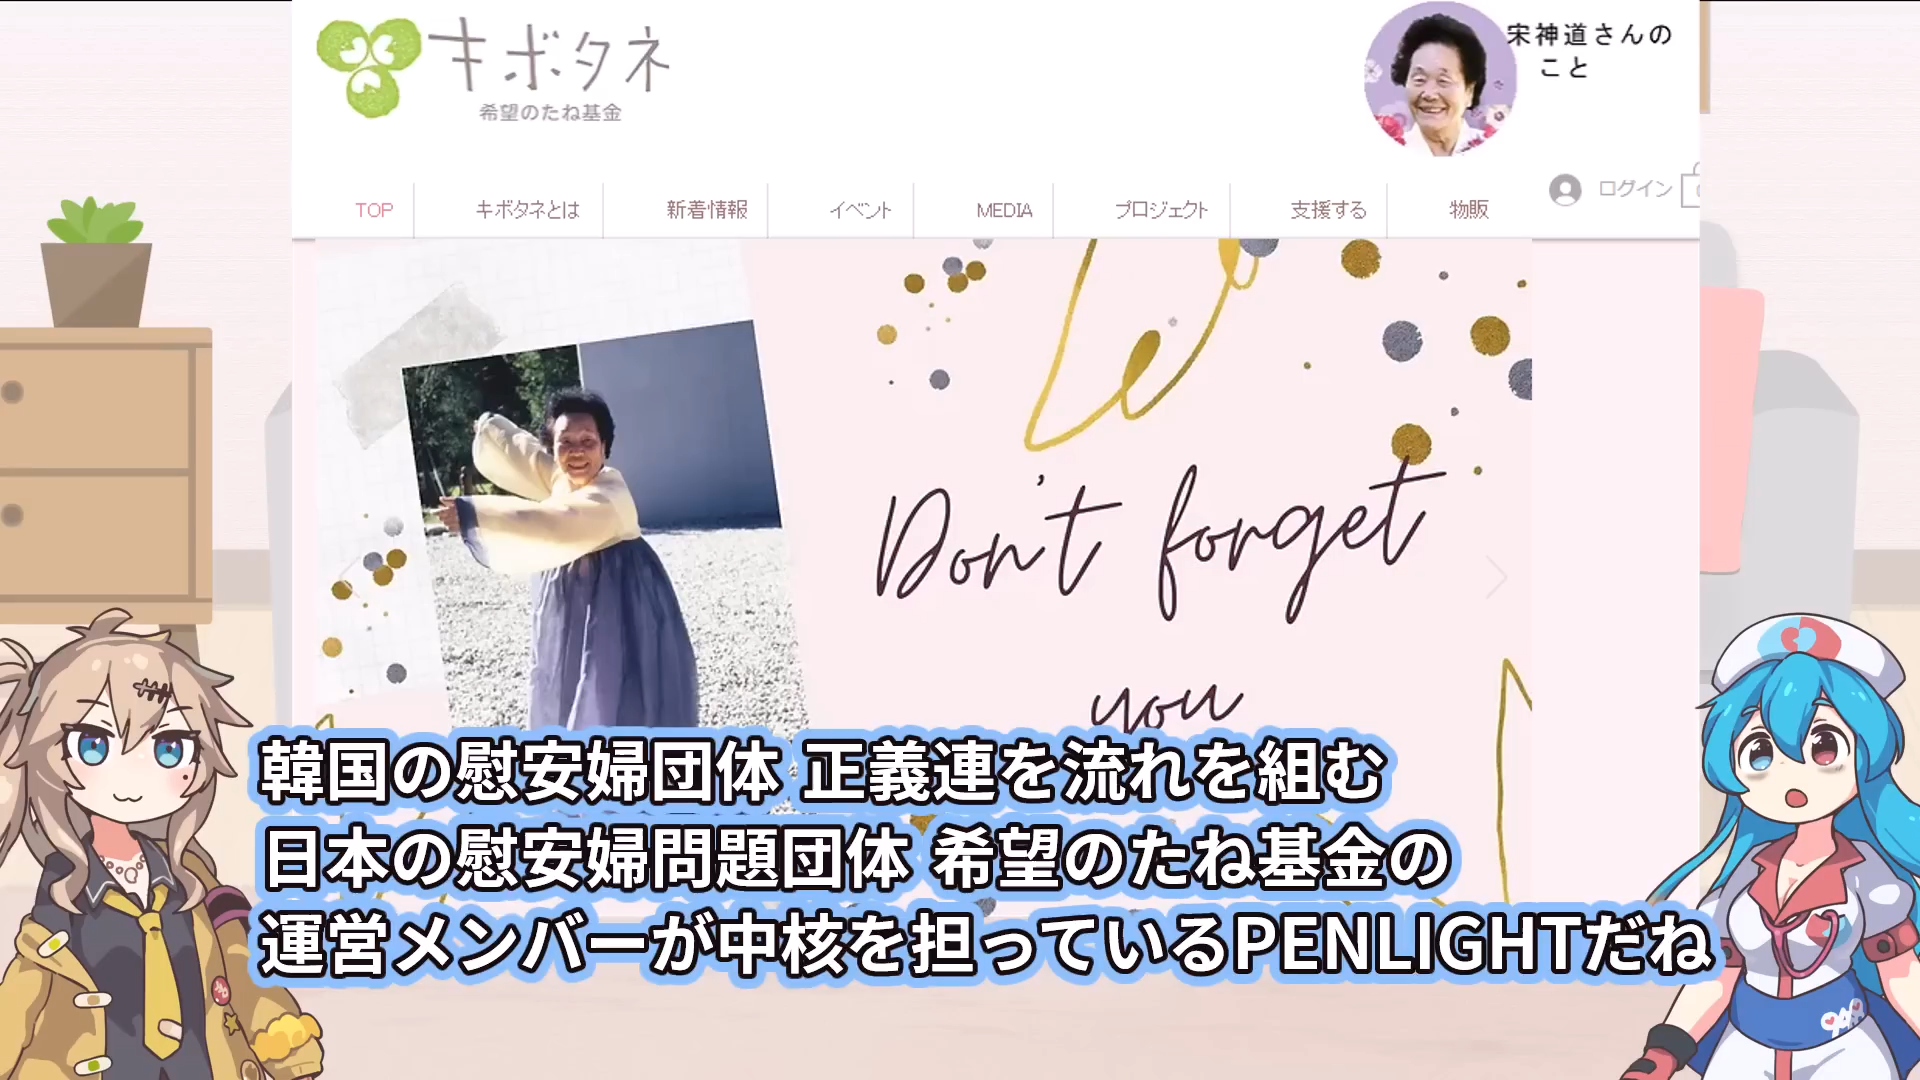 キボタネ
希望のたね基金
宋神道さんの
こと
ログイン
TOP
キボタネとは
新着情報
イベント
MEDIA
プロジェクト
支援する
物販
Don't forget
you
韓国の慰安婦団体 正義連を流れを組む
日本の慰安婦問題団体 希望のたね基金の
運営メンバーが中核を担っているPENLIGHTだね